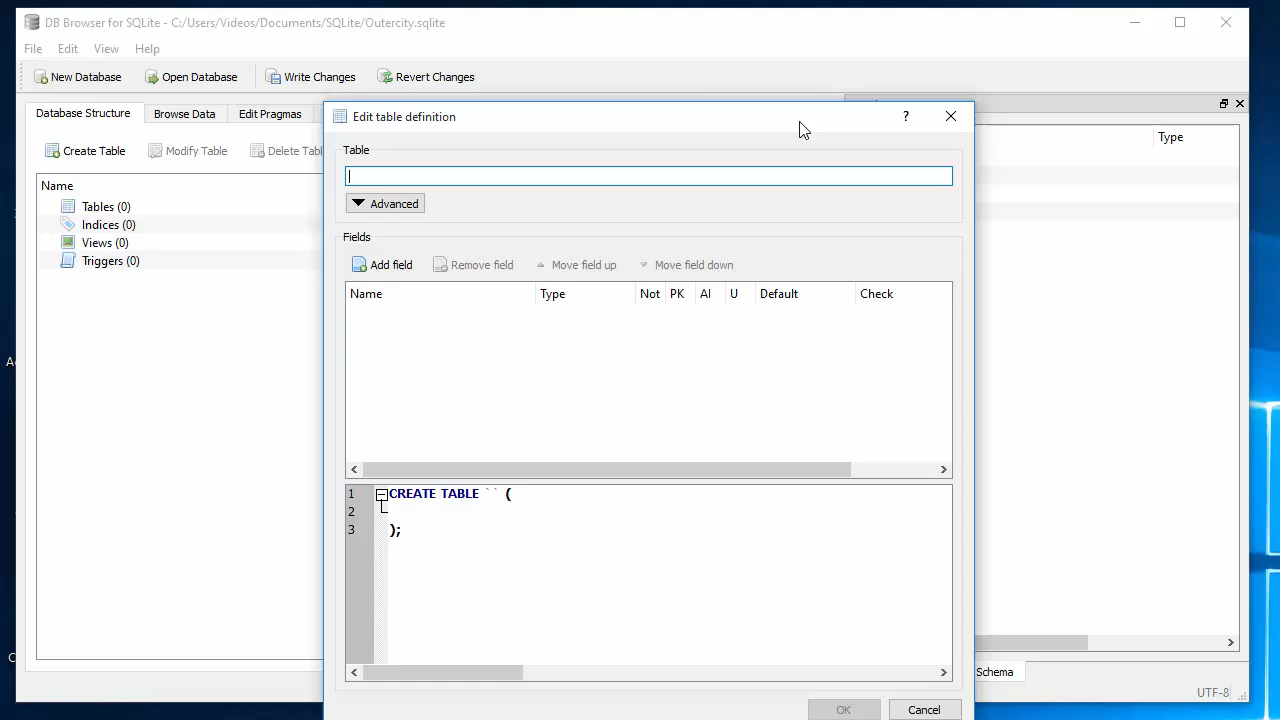 DB Browser for SQLite - C:/Users/Videos/Documents/SQLite/Outercity.sqlite
File Edit View Help
New Database Open Database Write Changes Revert Changes
Database Structure Browse Data Edit Pragmas
Create Table Modify Table Delete Tabl
Name
Tables (0)
Indices (0)
Views (0)
Triggers (0)
Edit table definition
?
Table
Advanced
Fields
Add field Remove field Move field up Move field down
Name Type Not PK AI U Default Check
1 CREATE TABLE `` (
2
3 );
OK Cancel
Type
Schema
UTF-8